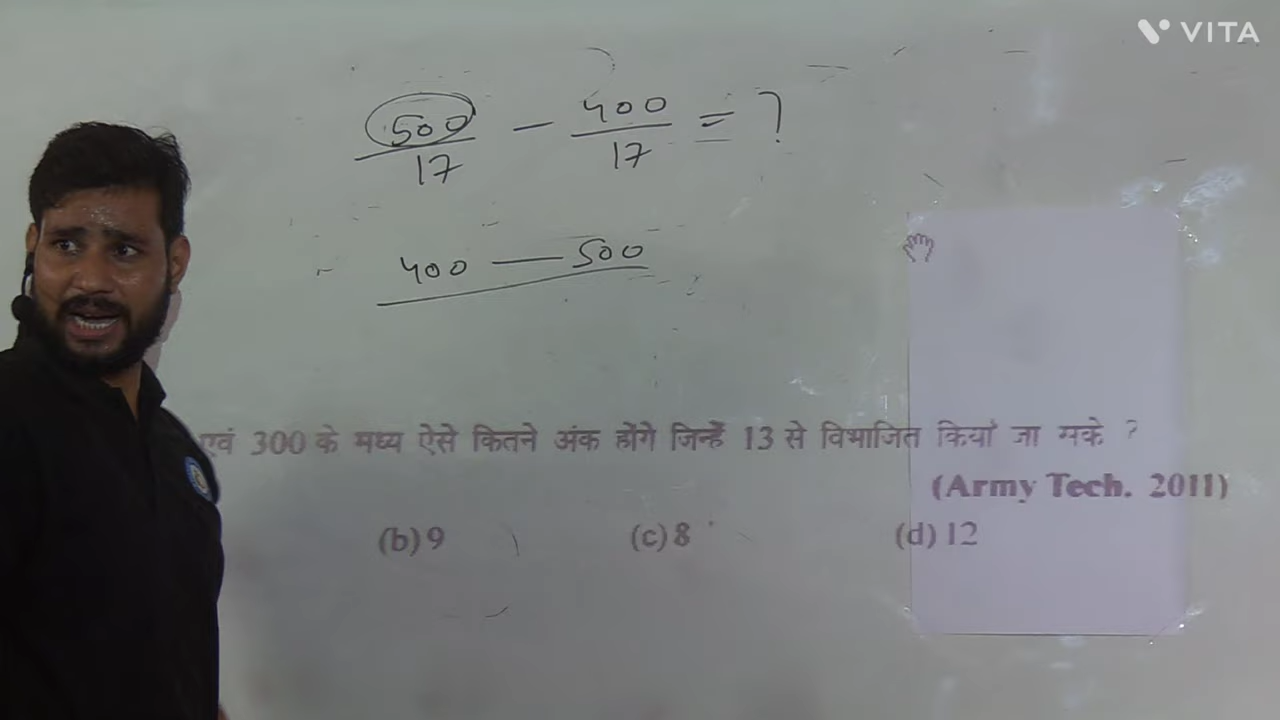 VITA
500/17 - 400/17 = ?
400 — 500
एवं 300 के मध्य ऐसे कितने अंक होंगे जिन्हें 13 से विभाजित किया जा सके ?
(Army Tech. 2011)
(b) 9 (c) 8 (d) 12